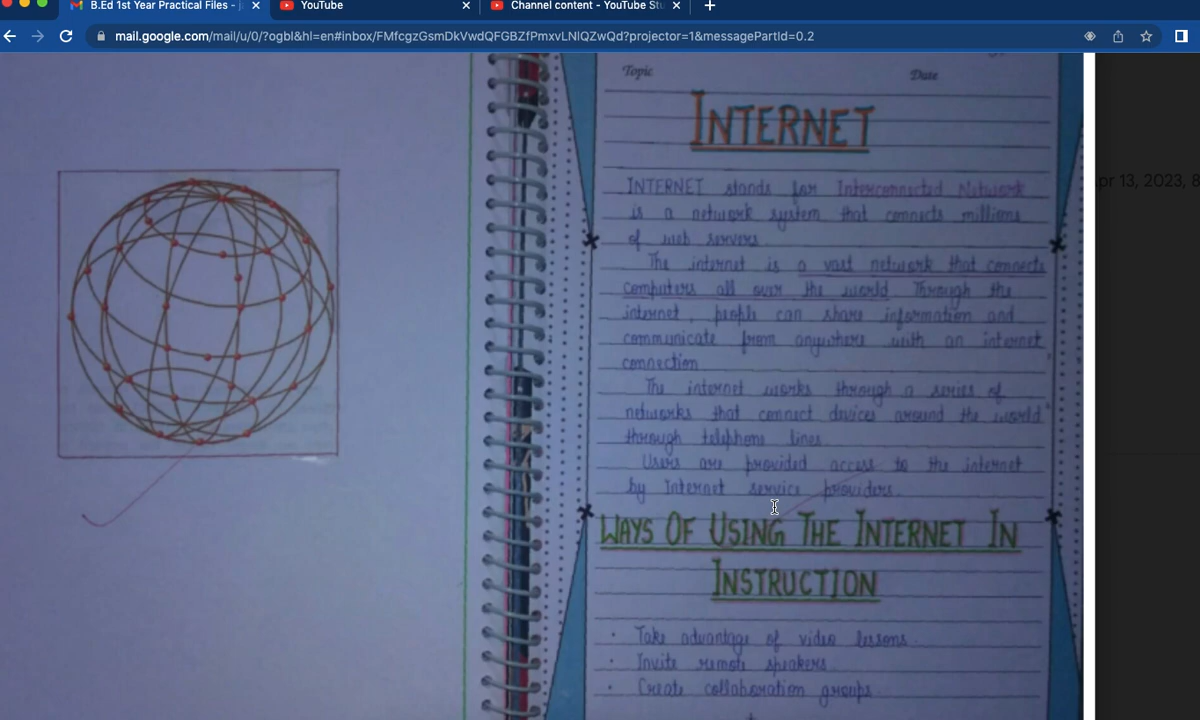 B.Ed 1st Year Practical Files -
YouTube
Channel content - YouTube Stu
mail.google.com/mail/u/0/?ogbl&hl=en#inbox/FMfcgzGsmDkVwdQFGBZfPmxvLNlQZwQd?projector=1&messagePartId=0.2
pr 13, 2023, 8
Topic Date
INTERNET
INTERNET stands for Interconnected Network
is a network system that connects millions
of web servers.
The internet is a vast network that connects
computers all over the world Through the
internet, people can share information and
communicate from anywhere with an internet
connection
The internet works through a series of
networks that connect devices around the world
through telephone lines.
Users are provided access to the internet
by Internet service providers.
WAYS OF USING THE INTERNET IN
INSTRUCTION
· Take advantage of video lessons
· Invite remote speakers
· Create collaboration groups